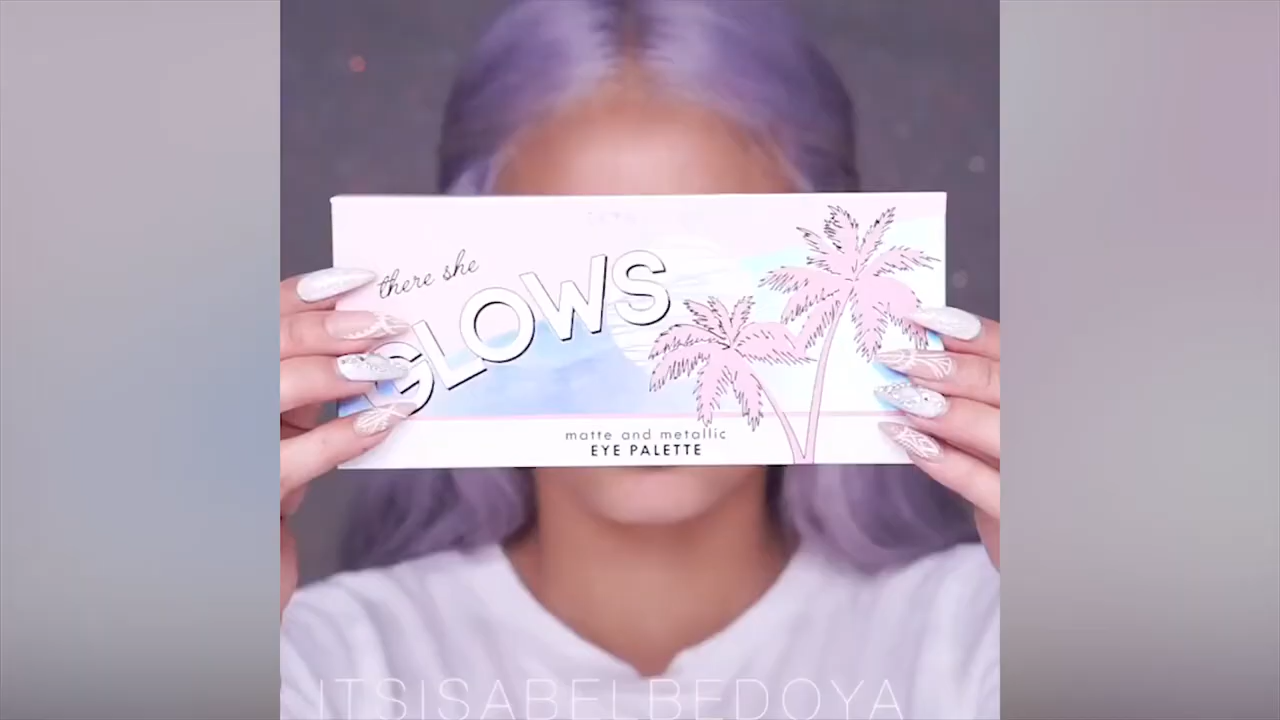 there she
GLOWS
matte and metallic
EYE PALETTE
ITSISABELBEDOYA